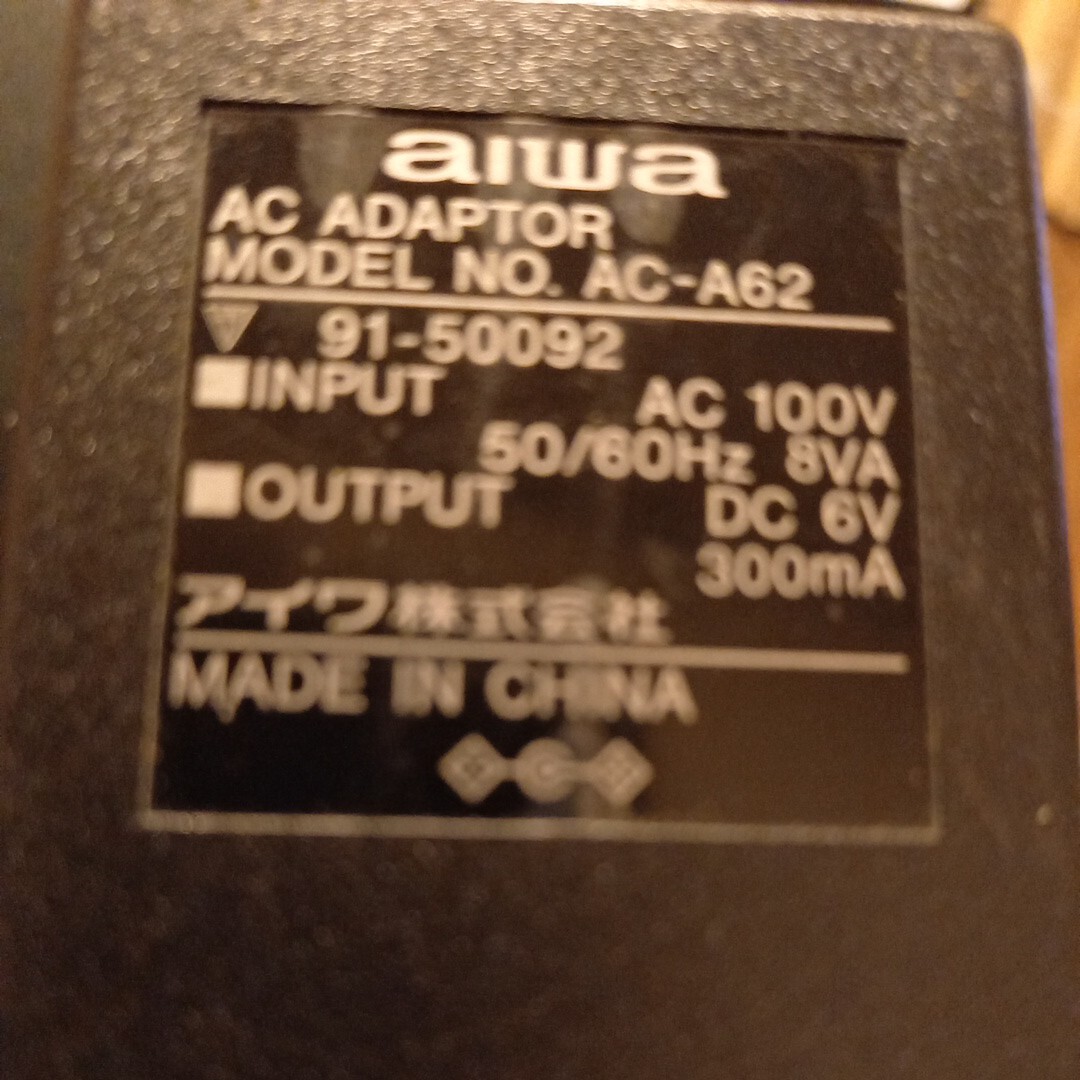 aiwa
AC ADAPTOR
MODEL NO. AC-A62
91-50092
■INPUT AC 100V
50/60Hz 8VA
■OUTPUT DC 6V
300mA
アイワ株式会社
MADE IN CHINA